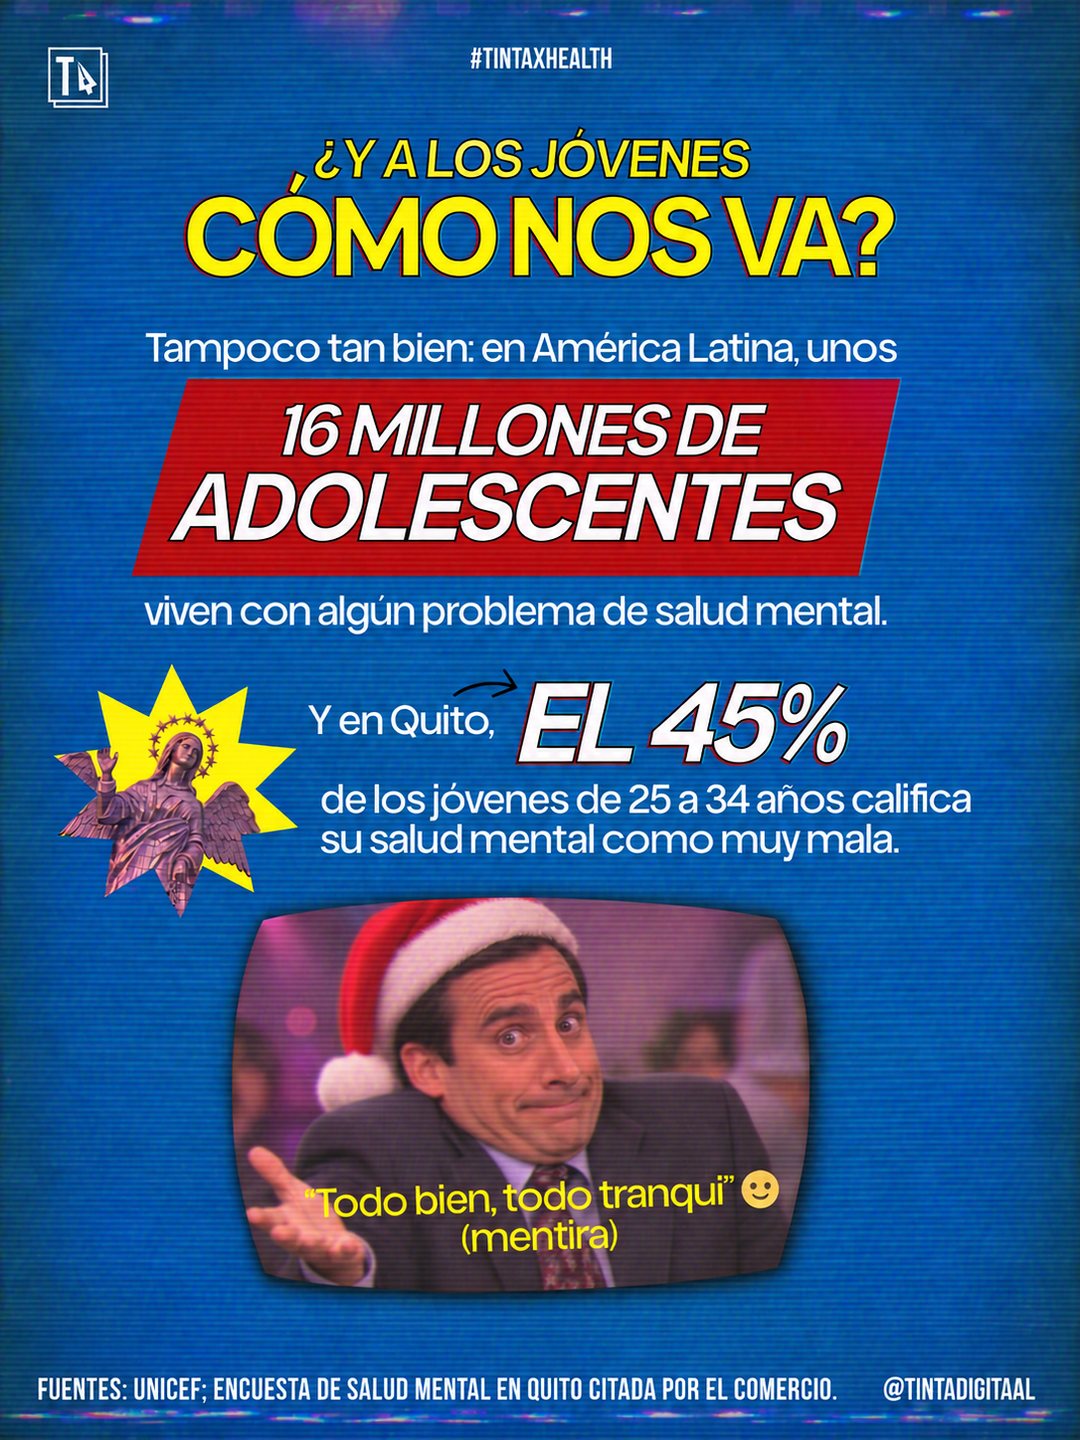 #TINTAXHEALTH
¿Y A LOS JÓVENES
CÓMO NOS VA?
Tampoco tan bien: en América Latina, unos
16 MILLONES DE
ADOLESCENTES
viven con algún problema de salud mental.
Y en Quito, EL 45%
de los jóvenes de 25 a 34 años califica
su salud mental como muy mala.
"Todo bien, todo tranqui" 🙂
(mentira)
FUENTES: UNICEF; ENCUESTA DE SALUD MENTAL EN QUITO CITADA POR EL COMERCIO.
@TINTADIGITAAL